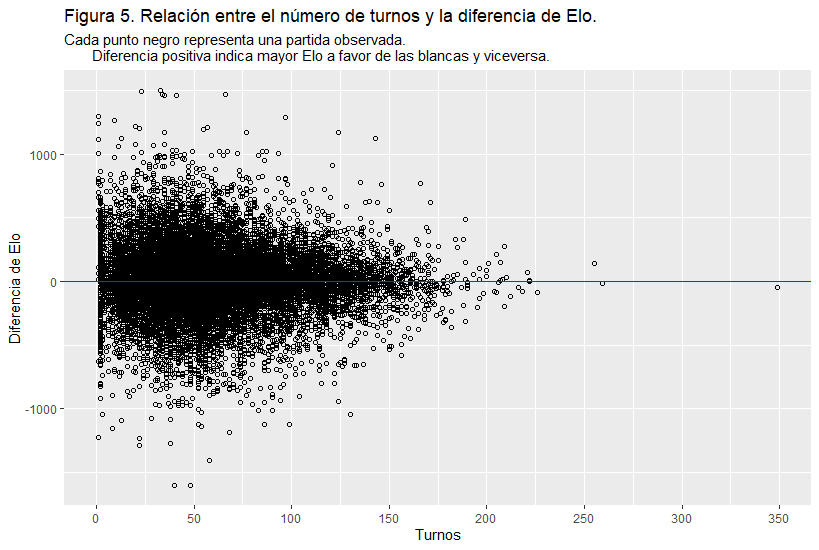 Figura 5. Relación entre el número de turnos y la diferencia de Elo.
Cada punto negro representa una partida observada.
Diferencia positiva indica mayor Elo a favor de las blancas y viceversa.
Diferencia de Elo
1000
0
-1000
0 50 100 150 200 250 300 350
Turnos